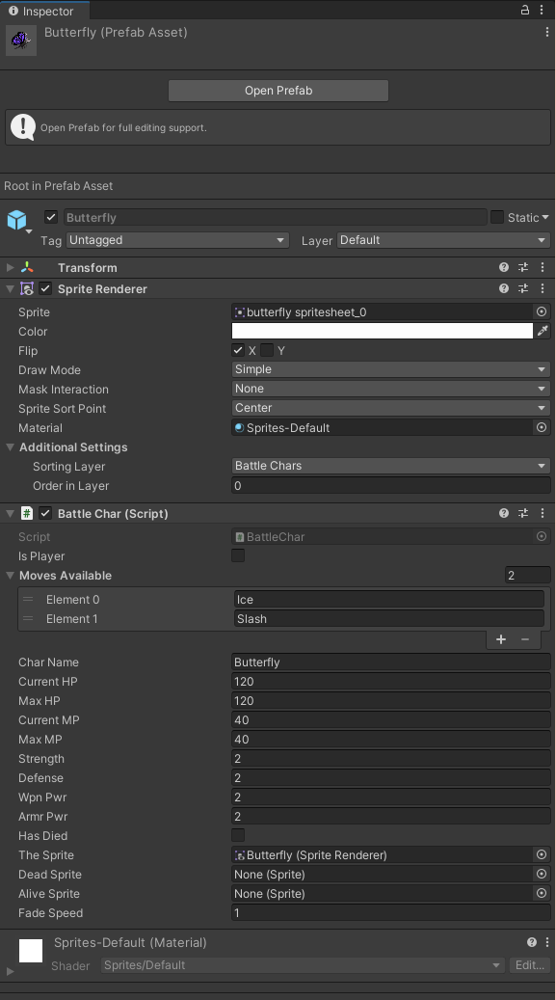 Inspector
Butterfly (Prefab Asset)
Open Prefab
Open Prefab for full editing support.
Root in Prefab Asset
Butterfly Static
Tag Untagged Layer Default
Transform
Sprite Renderer
Sprite butterfly spritesheet_0
Color
Flip X Y
Draw Mode Simple
Mask Interaction None
Sprite Sort Point Center
Material Sprites-Default
Additional Settings
Sorting Layer Battle Chars
Order in Layer 0
# Battle Char (Script)
Script # BattleChar
Is Player
Moves Available 2
Element 0 Ice
Element 1 Slash
+ −
Char Name Butterfly
Current HP 120
Max HP 120
Current MP 40
Max MP 40
Strength 2
Defense 2
Wpn Pwr 2
Armr Pwr 2
Has Died
The Sprite Butterfly (Sprite Renderer)
Dead Sprite None (Sprite)
Alive Sprite None (Sprite)
Fade Speed 1
Sprites-Default (Material)
Shader Sprites/Default Edit...